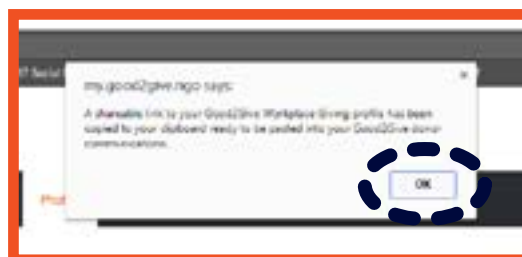 my.good2give.ngo says:
A shareable link to your Good2Give Workplace Giving profile has been
copied to your clipboard ready to be pasted into your Good2Give donor
communications.
OK